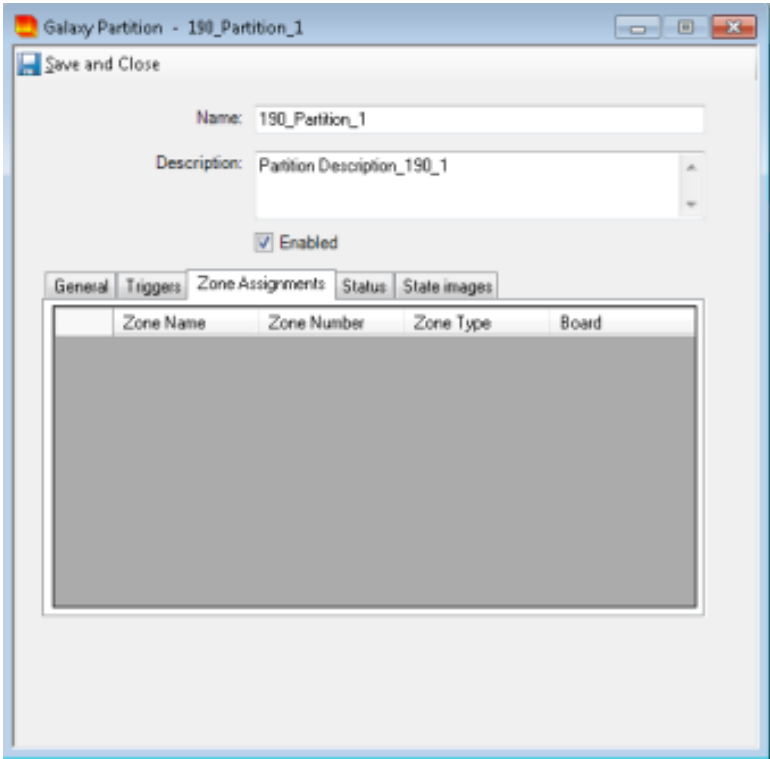 Galaxy Partition - 190_Partition_1
Save and Close
Name: 190_Partition_1
Description: Partition Description_190_1
Enabled
General Triggers Zone Assignments Status State images
Zone Name Zone Number Zone Type Board